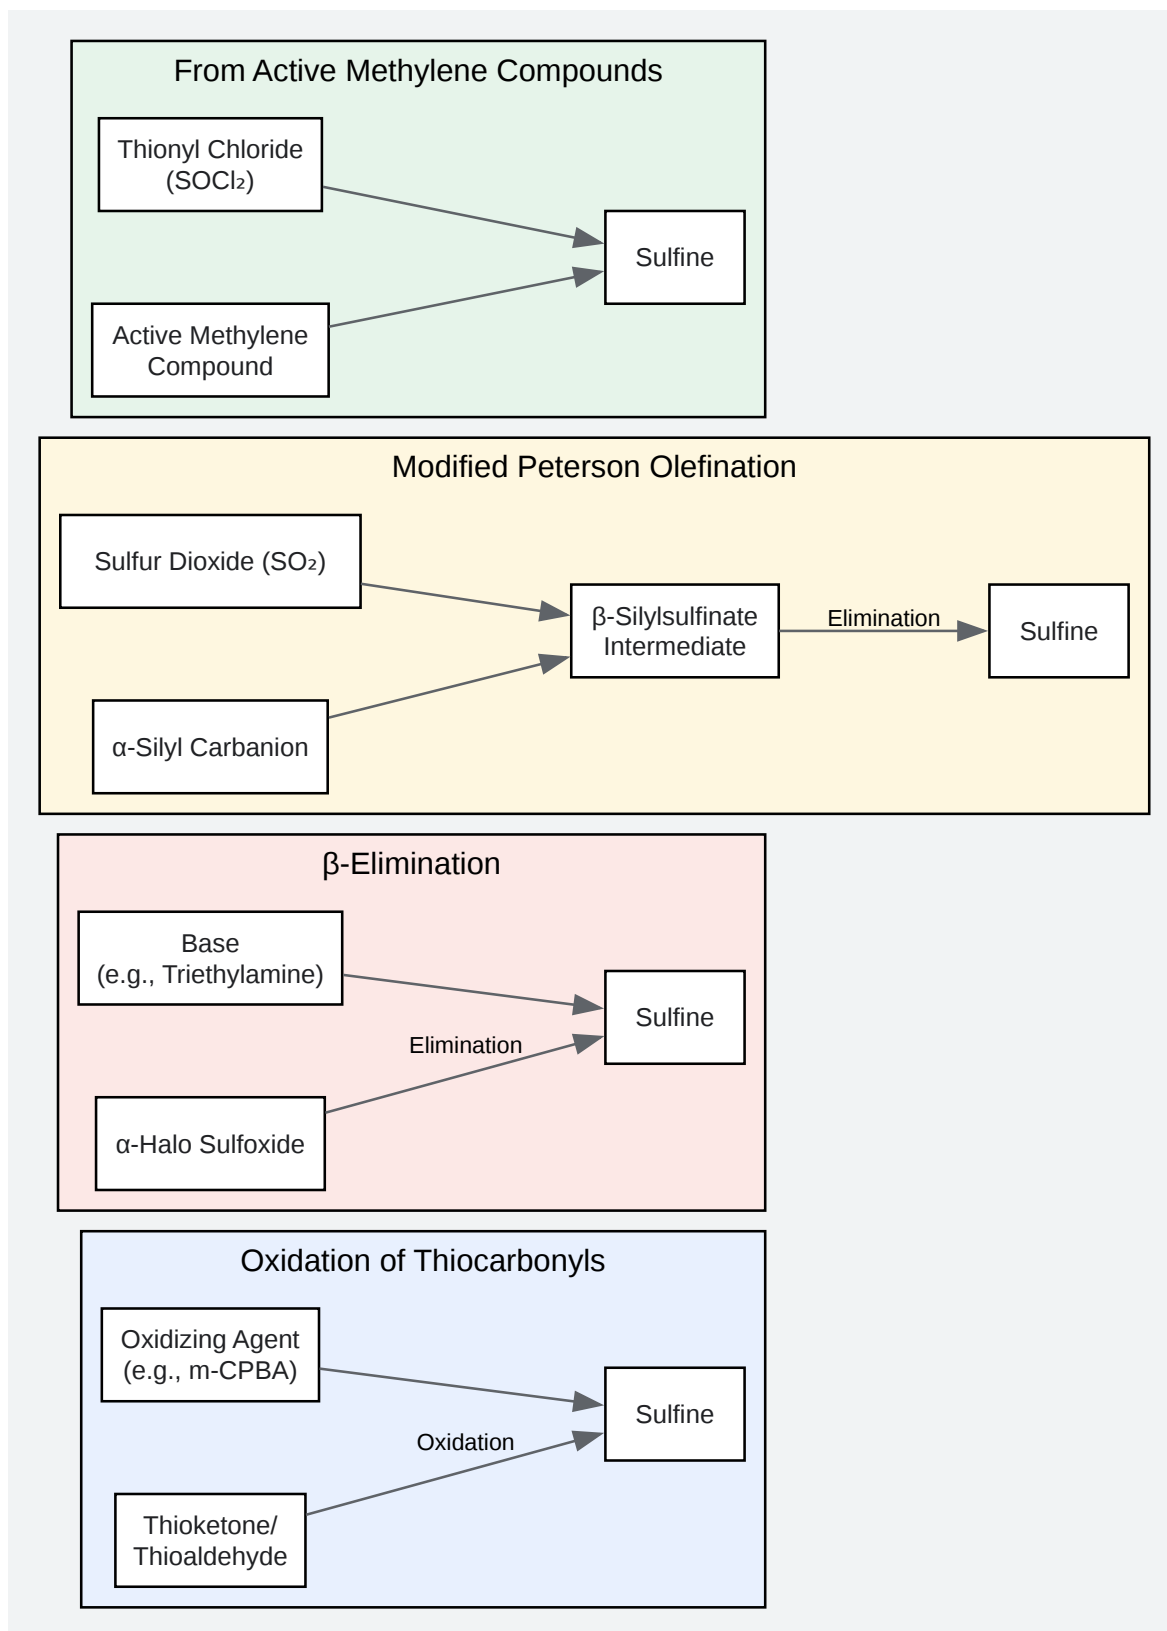 From Active Methylene Compounds
Thionyl Chloride
(SOCl₂)
Sulfine
Active Methylene
Compound
Modified Peterson Olefination
Sulfur Dioxide (SO₂)
β-Silylsulfinate
Intermediate
Elimination
Sulfine
α-Silyl Carbanion
β-Elimination
Base
(e.g., Triethylamine)
Sulfine
Elimination
α-Halo Sulfoxide
Oxidation of Thiocarbonyls
Oxidizing Agent
(e.g., m-CPBA)
Sulfine
Oxidation
Thioketone/
Thioaldehyde